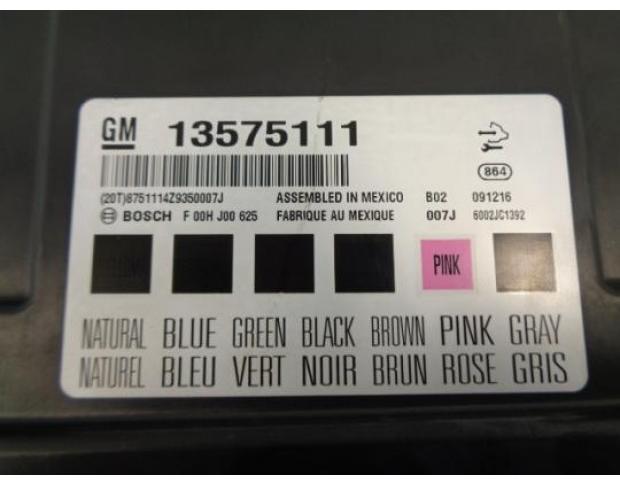 GM 13575111
864
(20T)8751114Z9350007J ASSEMBLED IN MEXICO B02 091216
BOSCH F 00H J00 625 FABRIQUE AU MEXIQUE 007J 6002JC1392
PINK
NATURAL BLUE GREEN BLACK BROWN PINK GRAY
NATUREL BLEU VERT NOIR BRUN ROSE GRIS